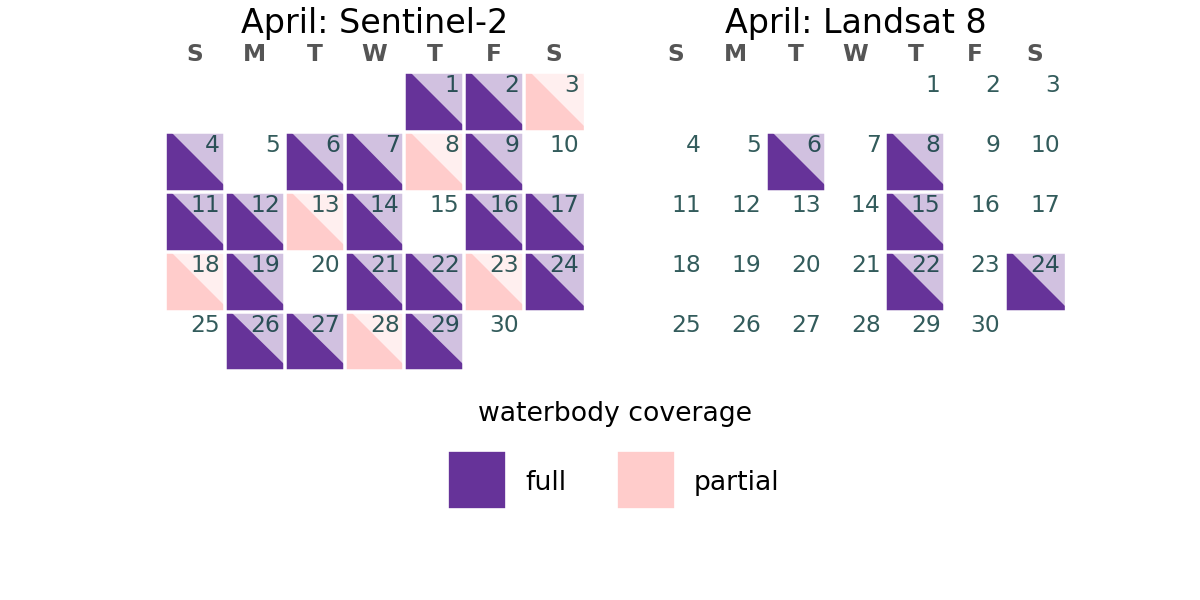 April: Sentinel-2
S M T W T F S
1 2 3
4 5 6 7 8 9 10
11 12 13 14 15 16 17
18 19 20 21 22 23 24
25 26 27 28 29 30
April: Landsat 8
S M T W T F S
1 2 3
4 5 6 7 8 9 10
11 12 13 14 15 16 17
18 19 20 21 22 23 24
25 26 27 28 29 30
waterbody coverage
full
partial